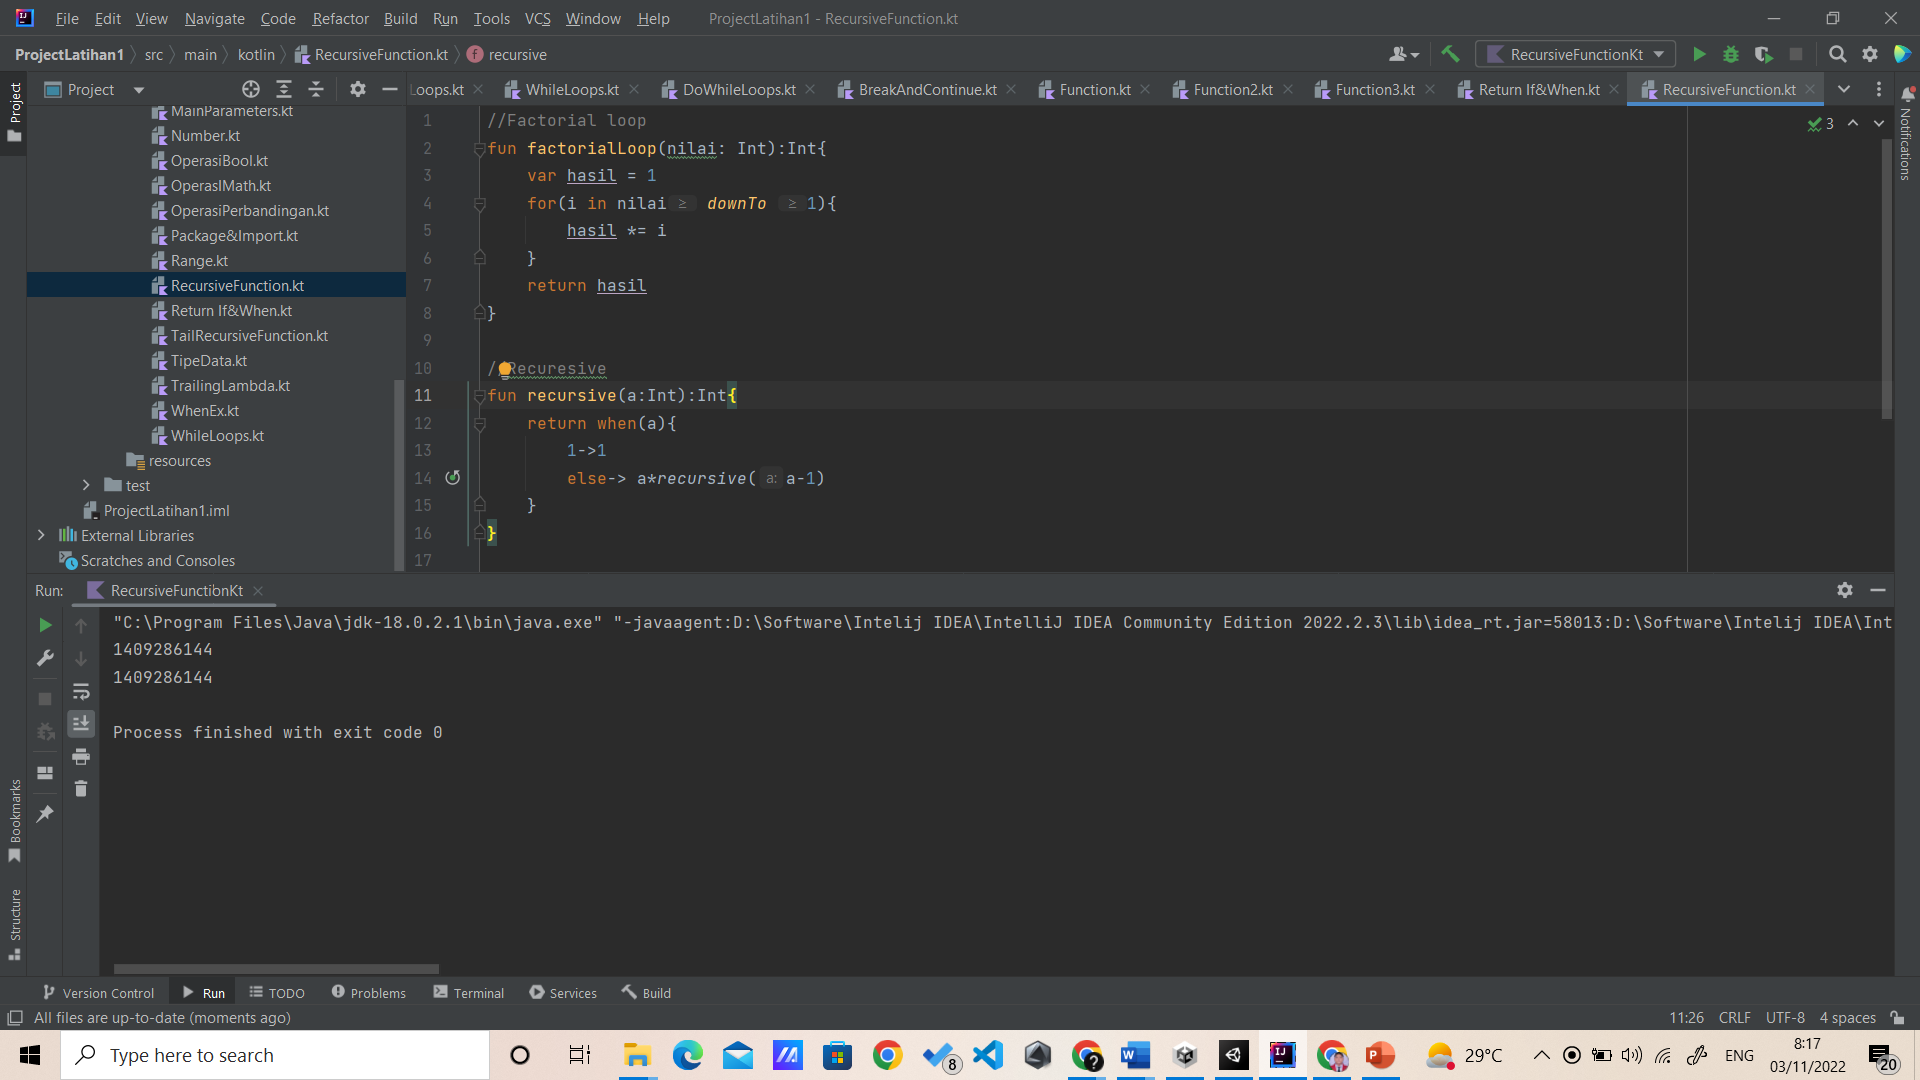 File Edit View Navigate Code Refactor Build Run Tools VCS Window Help ProjectLatihan1 - RecursiveFunction.kt
ProjectLatihan1 src main kotlin RecursiveFunction.kt recursive RecursiveFunctionKt
Project Loops.kt WhileLoops.kt DoWhileLoops.kt BreakAndContinue.kt Function.kt Function2.kt Function3.kt Return If&When.kt RecursiveFunction.kt
Project
Notifications
MainParameters.kt
Number.kt
OperasiBool.kt
OperasIMath.kt
OperasiPerbandingan.kt
Package&Import.kt
Range.kt
RecursiveFunction.kt
Return If&When.kt
TailRecursiveFunction.kt
TipeData.kt
TrailingLambda.kt
WhenEx.kt
WhileLoops.kt
resources
test
ProjectLatihan1.iml
External Libraries
Scratches and Consoles
3
1 //Factorial loop
2 fun factorialLoop(nilai: Int):Int{
3 var hasil = 1
4 for(i in nilai ≥ downTo ≥ 1){
5 hasil *= i
6 }
7 return hasil
8 }
9
10 //Recuresive
11 fun recursive(a:Int):Int{
12 return when(a){
13 1->1
14 else-> a*recursive( a: a-1)
15 }
16 }
17
Run: RecursiveFunctionKt
"C:\Program Files\Java\jdk-18.0.2.1\bin\java.exe" "-javaagent:D:\Software\Intelij IDEA\IntelliJ IDEA Community Edition 2022.2.3\lib\idea_rt.jar=58013:D:\Software\Intelij IDEA\Int
1409286144
1409286144
Process finished with exit code 0
Bookmarks
Structure
Version Control Run TODO Problems Terminal Services Build
All files are up-to-date (moments ago) 11:26 CRLF UTF-8 4 spaces
Type here to search 8 29°C ENG 8:17
03/11/2022 20